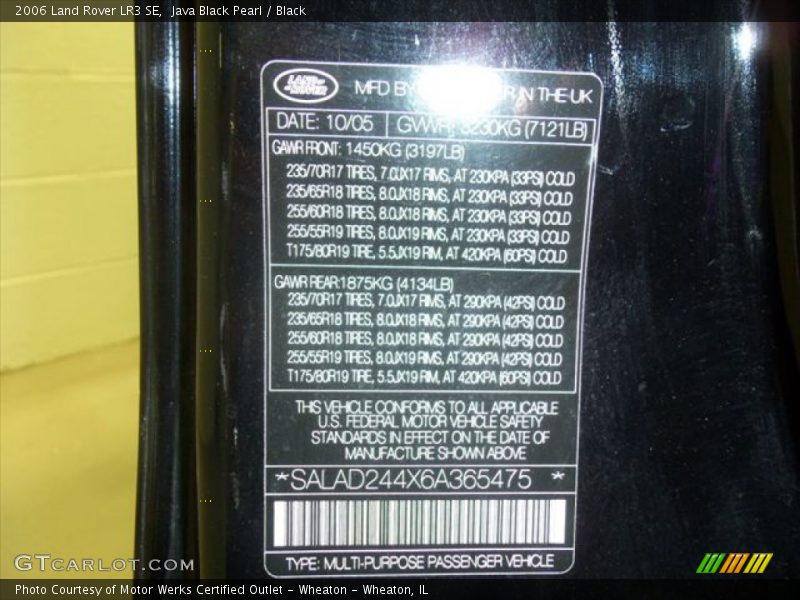 2006 Land Rover LR3 SE, Java Black Pearl / Black
LAND ROVER MFD BY IN THE UK
DATE: 10/05 GVWR: 3230KG (7121LB)
GAWR FRONT: 1450KG (3197LB)
235/70R17 TIRES, 7.0JX17 RIMS, AT 230KPA (33PSI) COLD
235/65R18 TIRES, 8.0JX18 RIMS, AT 230KPA (33PSI) COLD
255/60R18 TIRES, 8.0JX18 RIMS, AT 230KPA (33PSI) COLD
255/55R19 TIRES, 8.0JX19 RIMS, AT 230KPA (33PSI) COLD
T175/80R19 TIRE, 5.5JX19 RIM, AT 420KPA (60PSI) COLD
GAWR REAR:1875KG (4134LB)
235/70R17 TIRES, 7.0JX17 RIMS, AT 290KPA (42PSI) COLD
235/65R18 TIRES, 8.0JX18 RIMS, AT 290KPA (42PSI) COLD
255/60R18 TIRES, 8.0JX18 RIMS, AT 290KPA (42PSI) COLD
255/55R19 TIRES, 8.0JX19 RIMS, AT 290KPA (42PSI) COLD
T175/80R19 TIRE, 5.5JX19 RIM, AT 420KPA (60PSI) COLD
THIS VEHICLE CONFORMS TO ALL APPLICABLE
U.S. FEDERAL MOTOR VEHICLE SAFETY
STANDARDS IN EFFECT ON THE DATE OF
MANUFACTURE SHOWN ABOVE
*SALAD244X6A365475 *
TYPE: MULTI-PURPOSE PASSENGER VEHICLE
GTCARLOT.COM
Photo Courtesy of Motor Werks Certified Outlet - Wheaton - Wheaton, IL